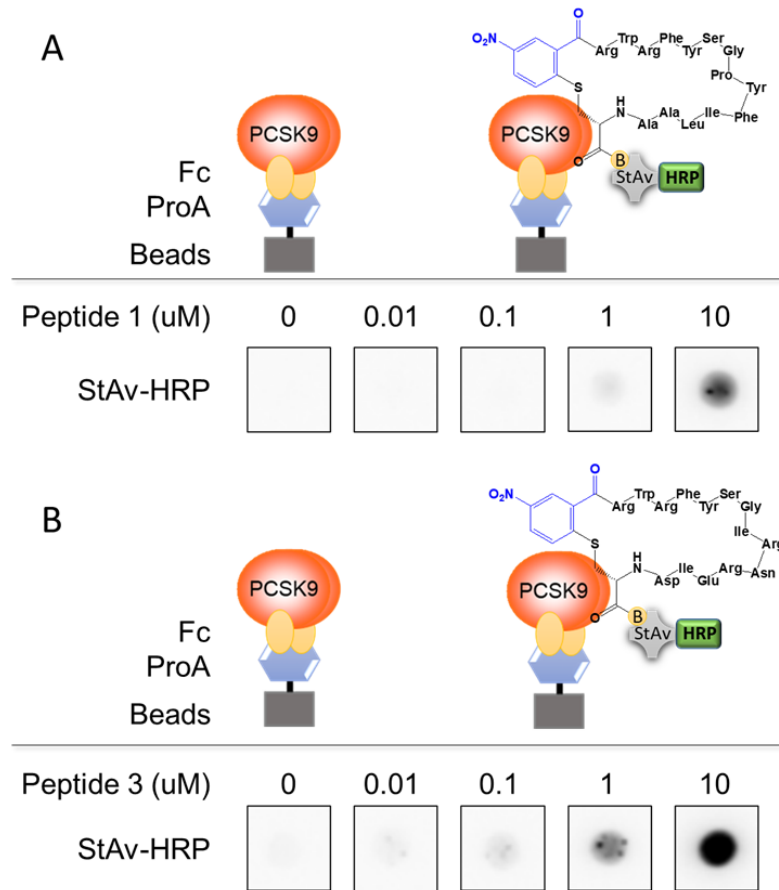 A
O₂N
O
Arg Trp Arg Phe Tyr Ser Gly Pro Tyr Phe Ile Leu Ala Ala
S
H
N
O
PCSK9
PCSK9
B
StAv HRP
Fc
ProA
Beads
Peptide 1 (uM) 0 0.01 0.1 1 10
StAv-HRP
B
O₂N
O
Arg Trp Arg Phe Tyr Ser Gly Ile Arg Asn Arg Glu Ile Asp
S
H
N
O
PCSK9
PCSK9
B
StAv HRP
Fc
ProA
Beads
Peptide 3 (uM) 0 0.01 0.1 1 10
StAv-HRP